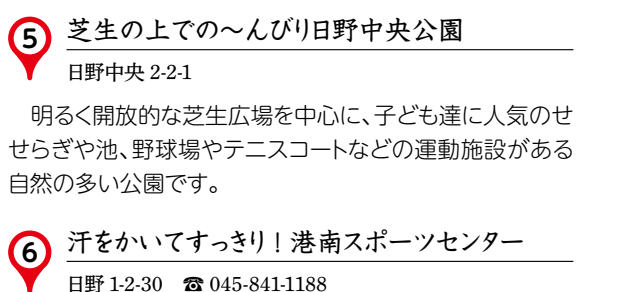 5 芝生の上での～んびり日野中央公園
日野中央 2-2-1
明るく開放的な芝生広場を中心に、子ども達に人気のせ
せらぎや池、野球場やテニスコートなどの運動施設がある
自然の多い公園です。
6 汗をかいてすっきり！港南スポーツセンター
日野 1-2-30 ☎ 045-841-1188